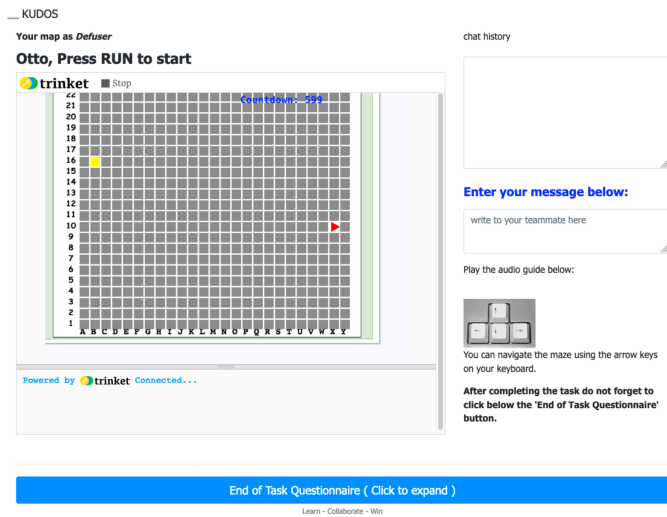 KUDOS
Your map as Defuser
Otto, Press RUN to start
trinket Stop
22
Countdown: 599
21
20
19
18
17
16
15
14
13
12
11
10
9
8
7
6
5
4
3
2
1
A B C D E F G H I J K L M N O P Q R S T U V W X Y
Powered by trinket Connected...
chat history
Enter your message below:
write to your teammate here
Play the audio guide below:
You can navigate the maze using the arrow keys
on your keyboard.
After completing the task do not forget to
click below the 'End of Task Questionnaire'
button.
End of Task Questionnaire ( Click to expand )
Learn - Collaborate - Win